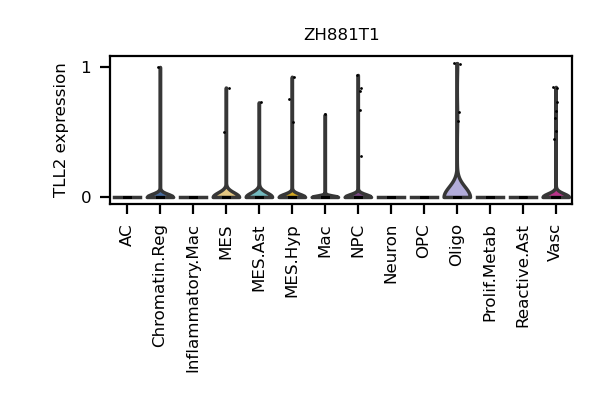 ZH881T1
TLL2 expression
1
0
AC
Chromatin.Reg
Inflammatory.Mac
MES
MES.Ast
MES.Hyp
Mac
NPC
Neuron
OPC
Oligo
Prolif.Metab
Reactive.Ast
Vasc